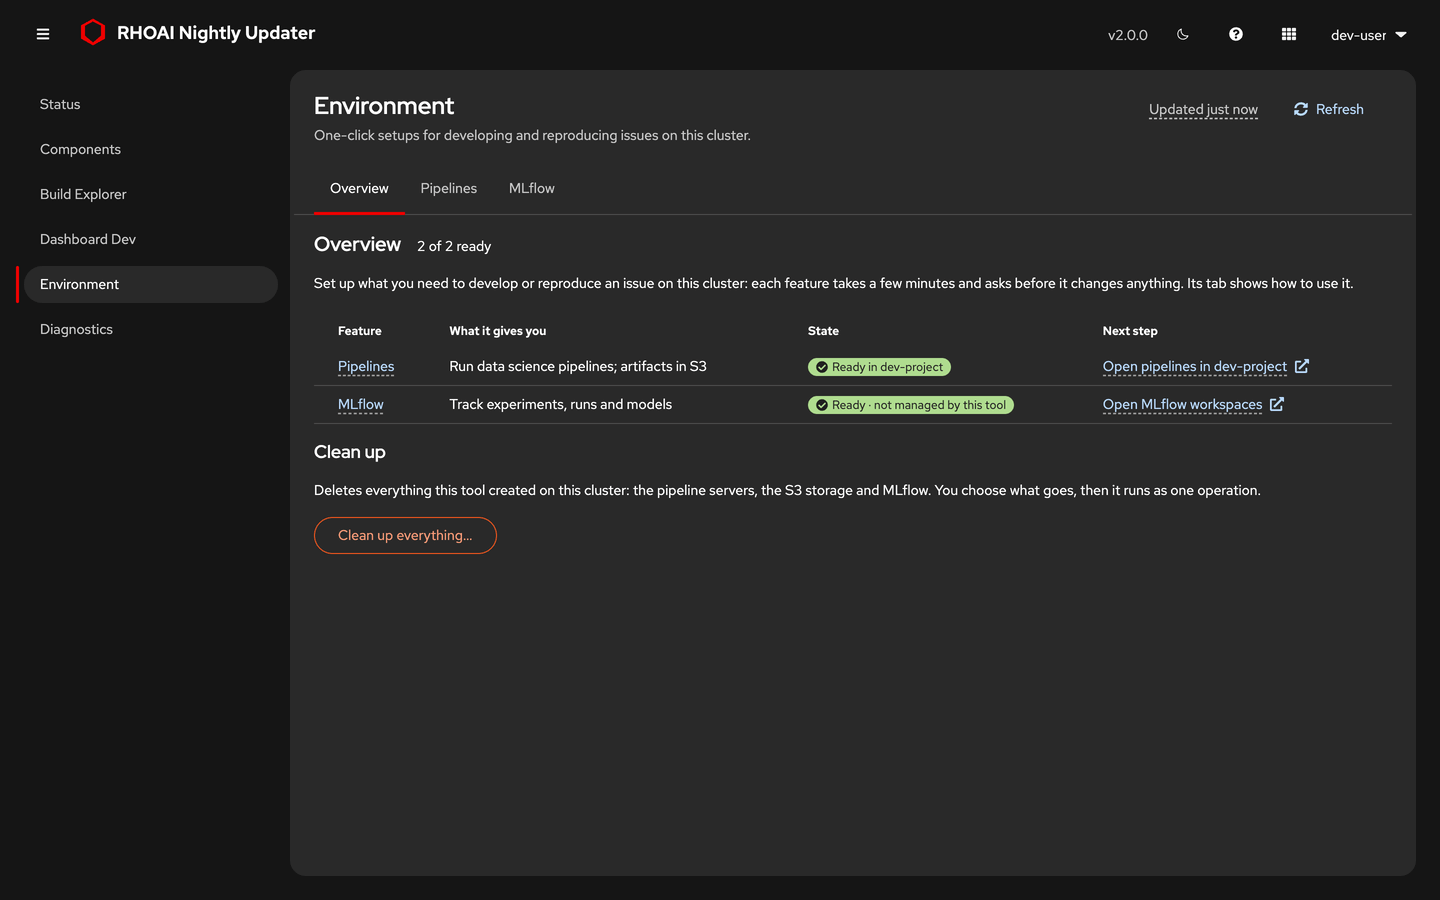 RHOAI Nightly Updater
v2.0.0
dev-user
Status
Components
Build Explorer
Dashboard Dev
Environment
Diagnostics
Environment
One-click setups for developing and reproducing issues on this cluster.
Updated just now
Refresh
Overview Pipelines MLflow
Overview 2 of 2 ready
Set up what you need to develop or reproduce an issue on this cluster: each feature takes a few minutes and asks before it changes anything. Its tab shows how to use it.
Feature What it gives you State Next step
Pipelines Run data science pipelines; artifacts in S3 Ready in dev-project Open pipelines in dev-project
MLflow Track experiments, runs and models Ready · not managed by this tool Open MLflow workspaces
Clean up
Deletes everything this tool created on this cluster: the pipeline servers, the S3 storage and MLflow. You choose what goes, then it runs as one operation.
Clean up everything...